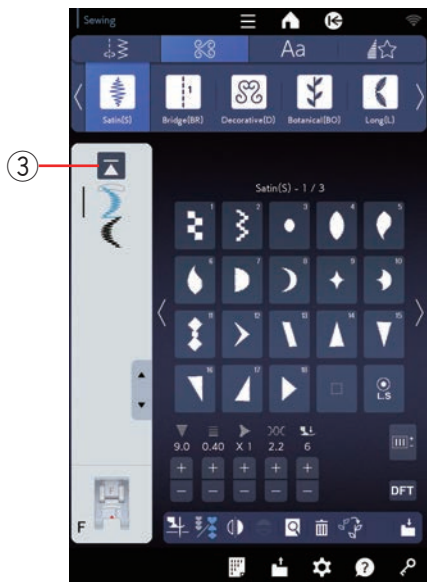 Sewing
Aa
Satin(S) Bridge(BR) Decorative(D) Botanical(BO) Long(L)
3
Satin(S) - 1 / 3
1 2 3 4 5
6 7 8 9 10
11 12 13 14 15
16 17 18 L.S
9.0 0.40 X 1 2.2 6
+ + + + +
− − − − − DFT
F
?